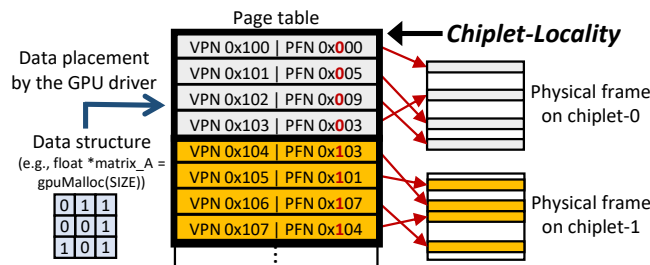 Page table
Chiplet-Locality
Data placement
by the GPU driver
Data structure
(e.g., float *matrix_A =
gpuMalloc(SIZE))
0 1 1
0 0 1
1 0 1
VPN 0x100 | PFN 0x000
VPN 0x101 | PFN 0x005
VPN 0x102 | PFN 0x009
VPN 0x103 | PFN 0x003
VPN 0x104 | PFN 0x103
VPN 0x105 | PFN 0x101
VPN 0x106 | PFN 0x107
VPN 0x107 | PFN 0x104
⋮
Physical frame
on chiplet-0
Physical frame
on chiplet-1